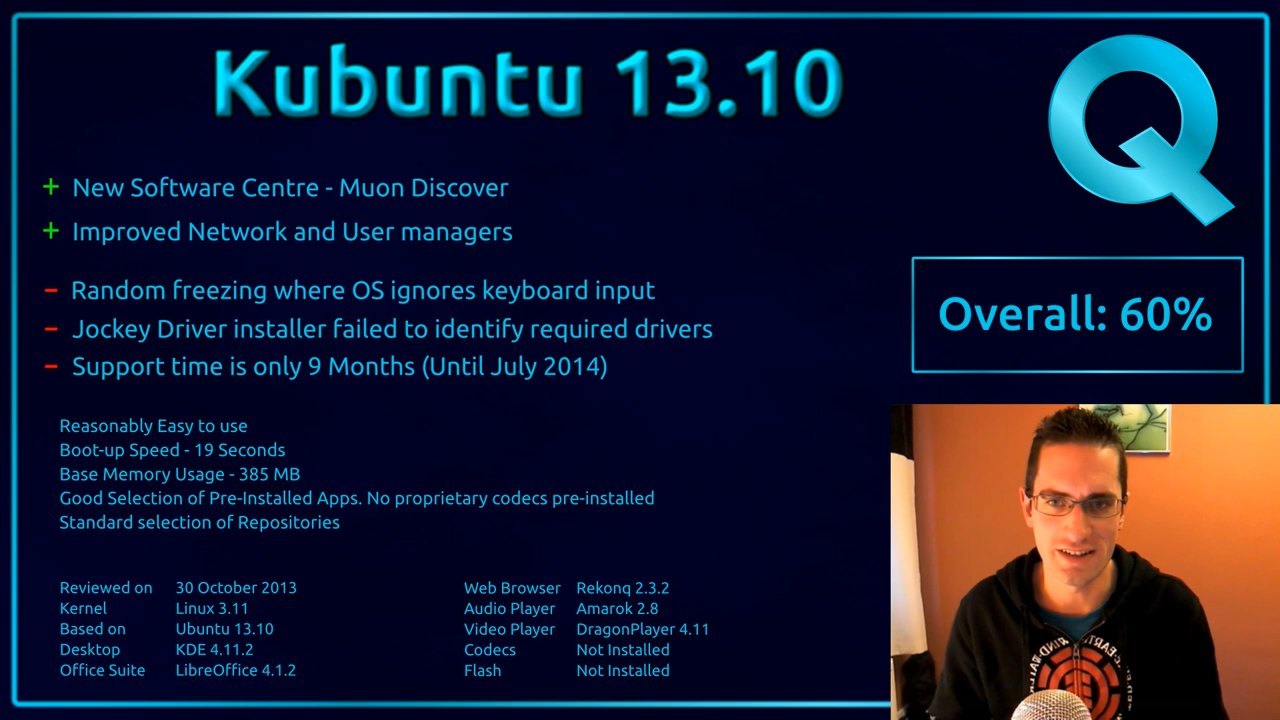 Kubuntu 13.10
Q
+ New Software Centre - Muon Discover
+ Improved Network and User managers
- Random freezing where OS ignores keyboard input
- Jockey Driver installer failed to identify required drivers
- Support time is only 9 Months (Until July 2014)
Overall: 60%
Reasonably Easy to use
Boot-up Speed - 19 Seconds
Base Memory Usage - 385 MB
Good Selection of Pre-Installed Apps. No proprietary codecs pre-installed
Standard selection of Repositories
Reviewed on 30 October 2013
Kernel Linux 3.11
Based on Ubuntu 13.10
Desktop KDE 4.11.2
Office Suite LibreOffice 4.1.2
Web Browser Rekonq 2.3.2
Audio Player Amarok 2.8
Video Player DragonPlayer 4.11
Codecs Not Installed
Flash Not Installed